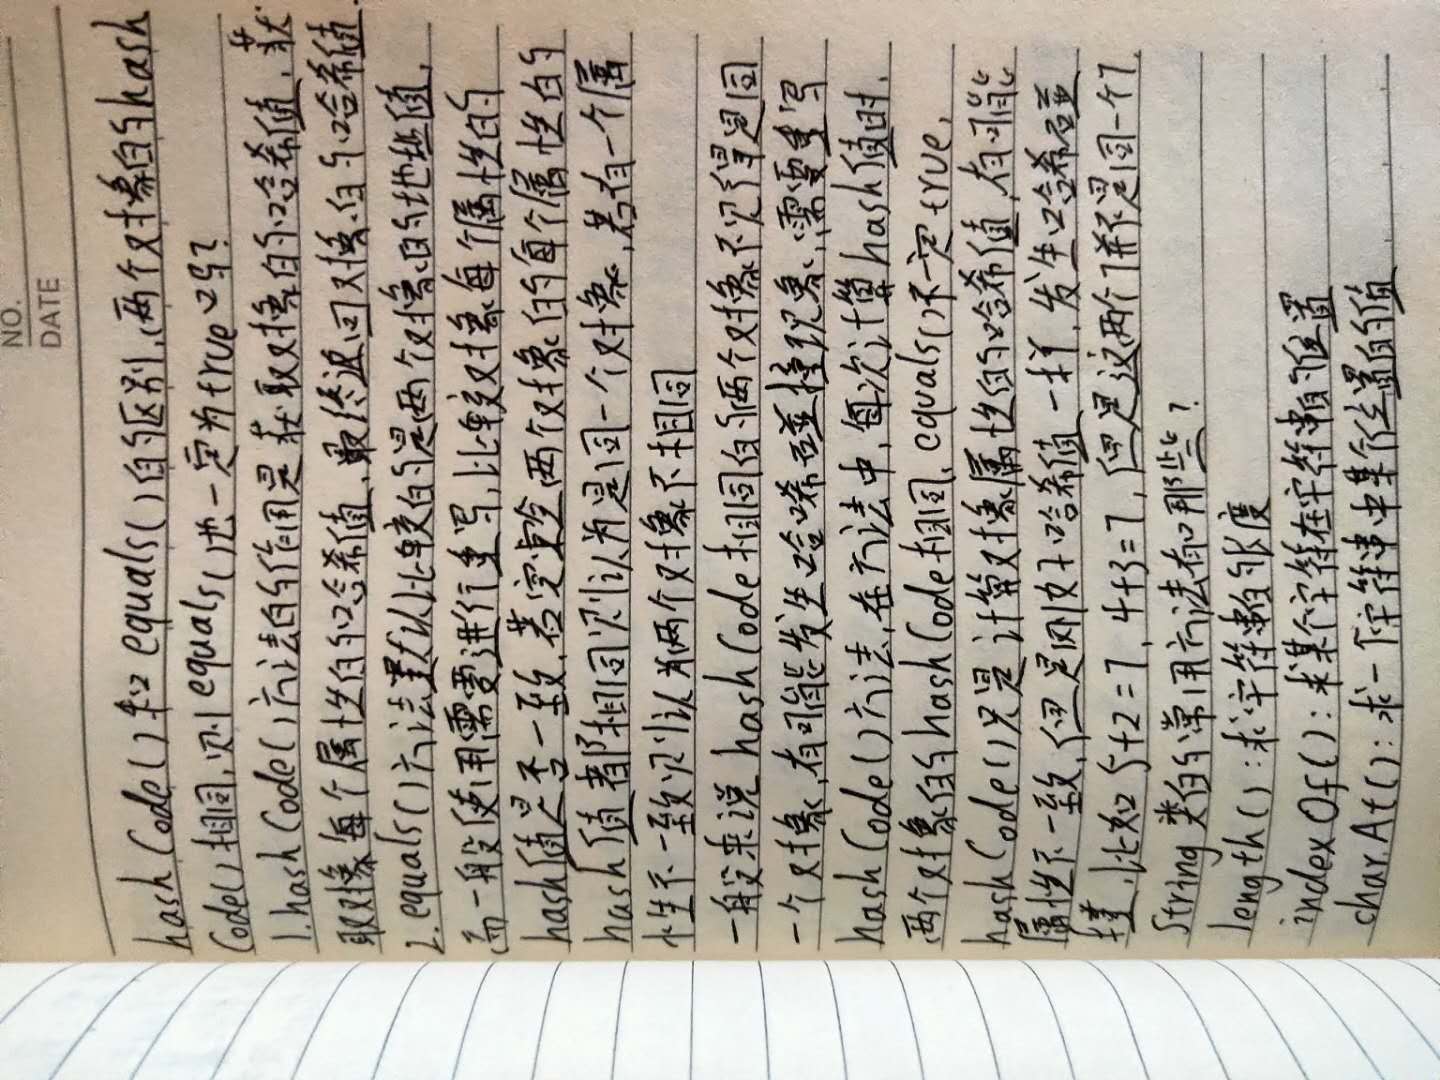 NO.
DATE
hashCode()和equals()的区别,两个对象的hash
Code()相同,则equals()也一定为true吗?
1.hashCode()方法的作用是获取对象的哈希值,获
取对象每个属性的哈希值,最终返回对象的哈希值.
2.equals()方法默认比较的是两个对象的地址值,
而一般使用需要进行重写,比较对象每个属性的
hash值是否一致,若两个对象的每个属性的
hash值都相同则认为是同一个对象,若有一个属
性不一致则认为两个对象不相同
一般来说hashCode相同的两个对象不见得是同
一个对象,有可能发生哈希碰撞现象,需要重写
hashCode()方法,在方法中,每次计算hash值时,
两个对象的hashCode相同,equals()不一定true,
hashCode()只是计算对象属性的哈希值,有可能
属性不一致,但是刚好哈希值一样,发生哈希碰
撞,比如5+2=7,4+3=7,但是这两个7并不是同一个7.
String类的常用方法有哪些?
length():求字符串的长度
indexOf():求某个字符在字符串的位置
charAt():求一个字符串中某个位置的值